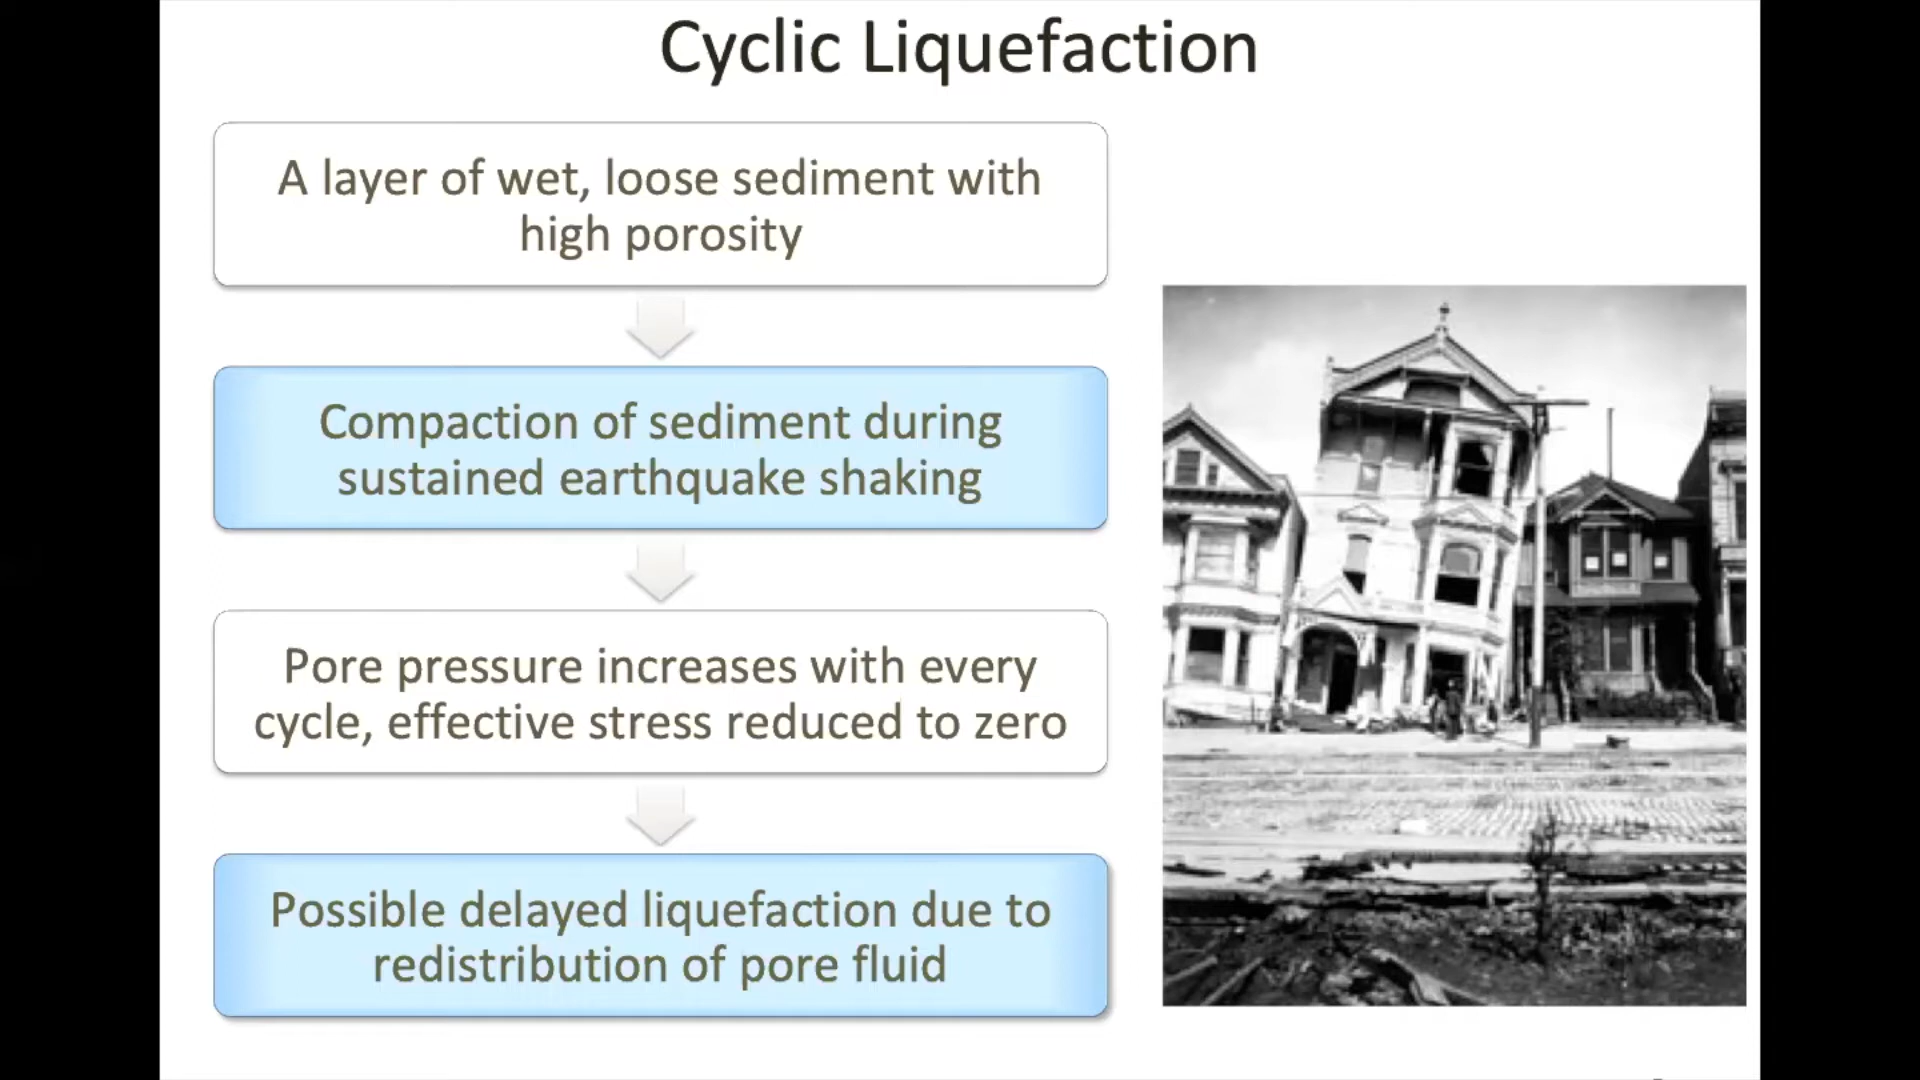 Cyclic Liquefaction
A layer of wet, loose sediment with
high porosity
Compaction of sediment during
sustained earthquake shaking
Pore pressure increases with every
cycle, effective stress reduced to zero
Possible delayed liquefaction due to
redistribution of pore fluid